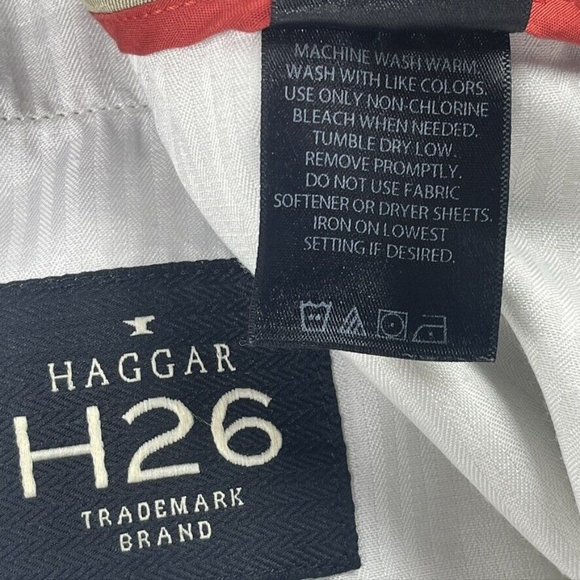 MACHINE WASH WARM.
WASH WITH LIKE COLORS.
USE ONLY NON-CHLORINE
BLEACH WHEN NEEDED.
TUMBLE DRY LOW.
REMOVE PROMPTLY.
DO NOT USE FABRIC
SOFTENER OR DRYER SHEETS.
IRON ON LOWEST
SETTING IF DESIRED.
HAGGAR
H26
TRADEMARK
BRAND